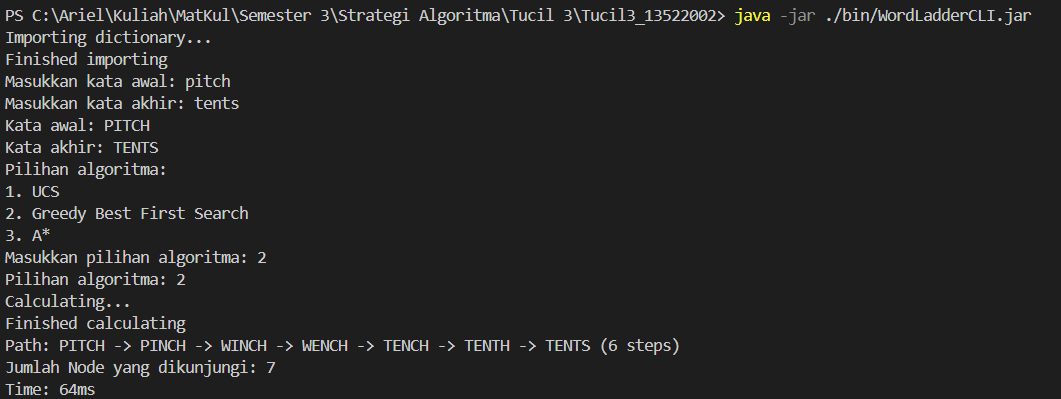 PS C:\Ariel\Kuliah\MatKul\Semester 3\Strategi Algoritma\Tucil 3\Tucil3_13522002> java -jar ./bin/WordLadderCLI.jar
Importing dictionary...
Finished importing
Masukkan kata awal: pitch
Masukkan kata akhir: tents
Kata awal: PITCH
Kata akhir: TENTS
Pilihan algoritma:
1. UCS
2. Greedy Best First Search
3. A*
Masukkan pilihan algoritma: 2
Pilihan algoritma: 2
Calculating...
Finished calculating
Path: PITCH -> PINCH -> WINCH -> WENCH -> TENCH -> TENTH -> TENTS (6 steps)
Jumlah Node yang dikunjungi: 7
Time: 64ms